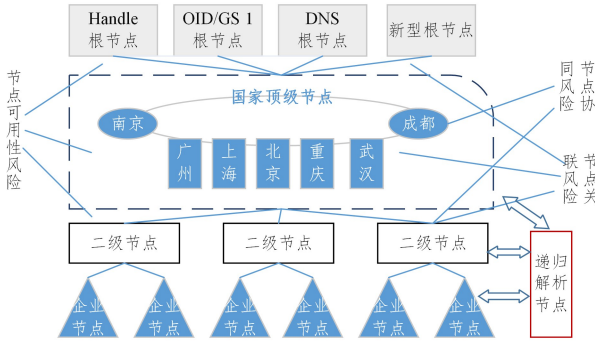 Handle
根节点
OID/GS 1
根节点
DNS
根节点
新型根节点
节点可用性风险
国家顶级节点
南京
成都
广州
上海
北京
重庆
武汉
节点协
同风险
节点关
联风险
二级节点
二级节点
二级节点
递归
解析
节点
企业
节点
企业
节点
企业
节点
企业
节点
企业
节点
企业
节点